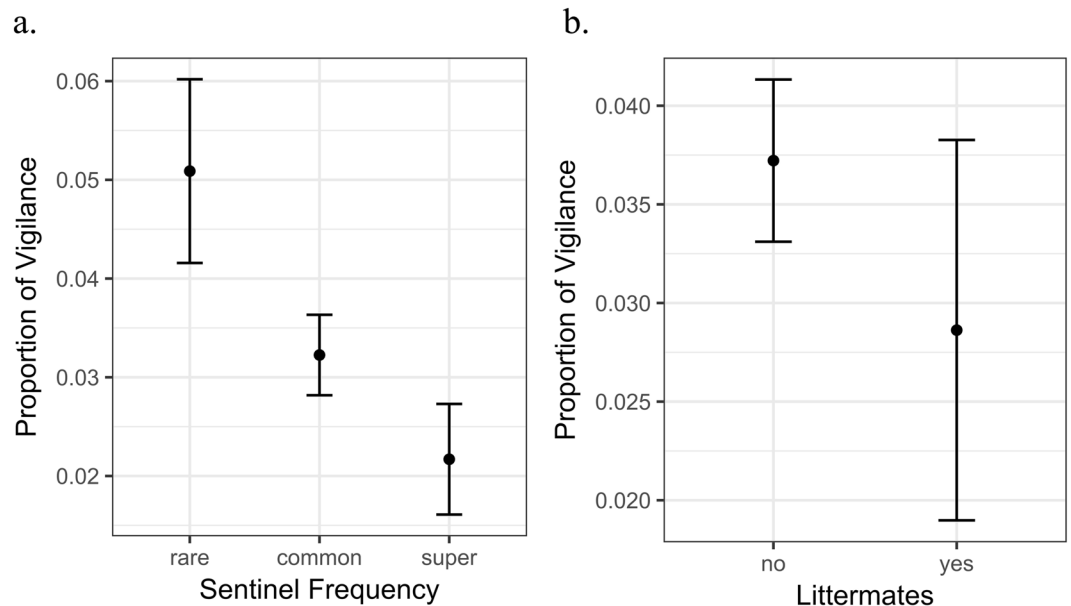 a.
Proportion of Vigilance
0.06
0.05
0.04
0.03
0.02
rare common super
Sentinel Frequency
b.
Proportion of Vigilance
0.040
0.035
0.030
0.025
0.020
no yes
Littermates